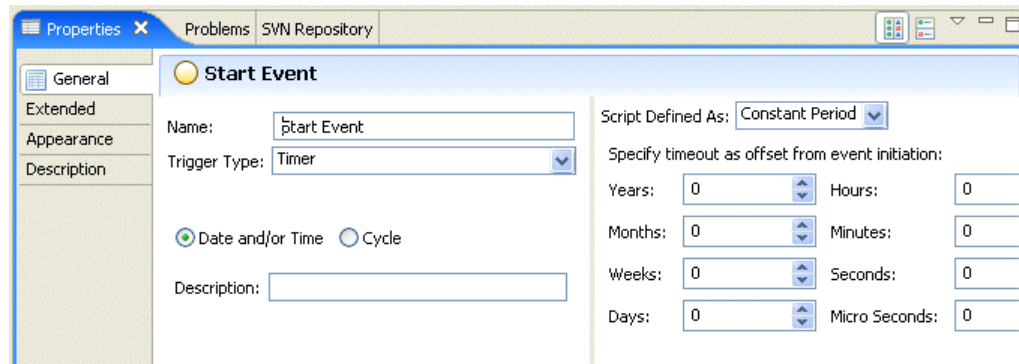 Properties Problems SVN Repository
General
Extended
Appearance
Description
Start Event
Name: Start Event
Trigger Type: Timer
Date and/or Time Cycle
Description:
Script Defined As: Constant Period
Specify timeout as offset from event initiation:
Years: 0 Hours: 0
Months: 0 Minutes: 0
Weeks: 0 Seconds: 0
Days: 0 Micro Seconds: 0